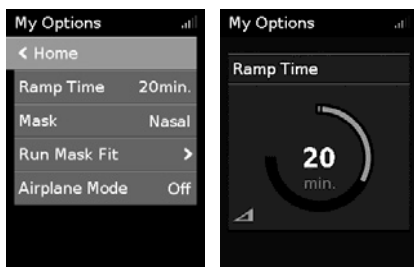 My Options
< Home
Ramp Time 20min.
Mask Nasal
Run Mask Fit >
Airplane Mode Off
My Options
Ramp Time
20
min.